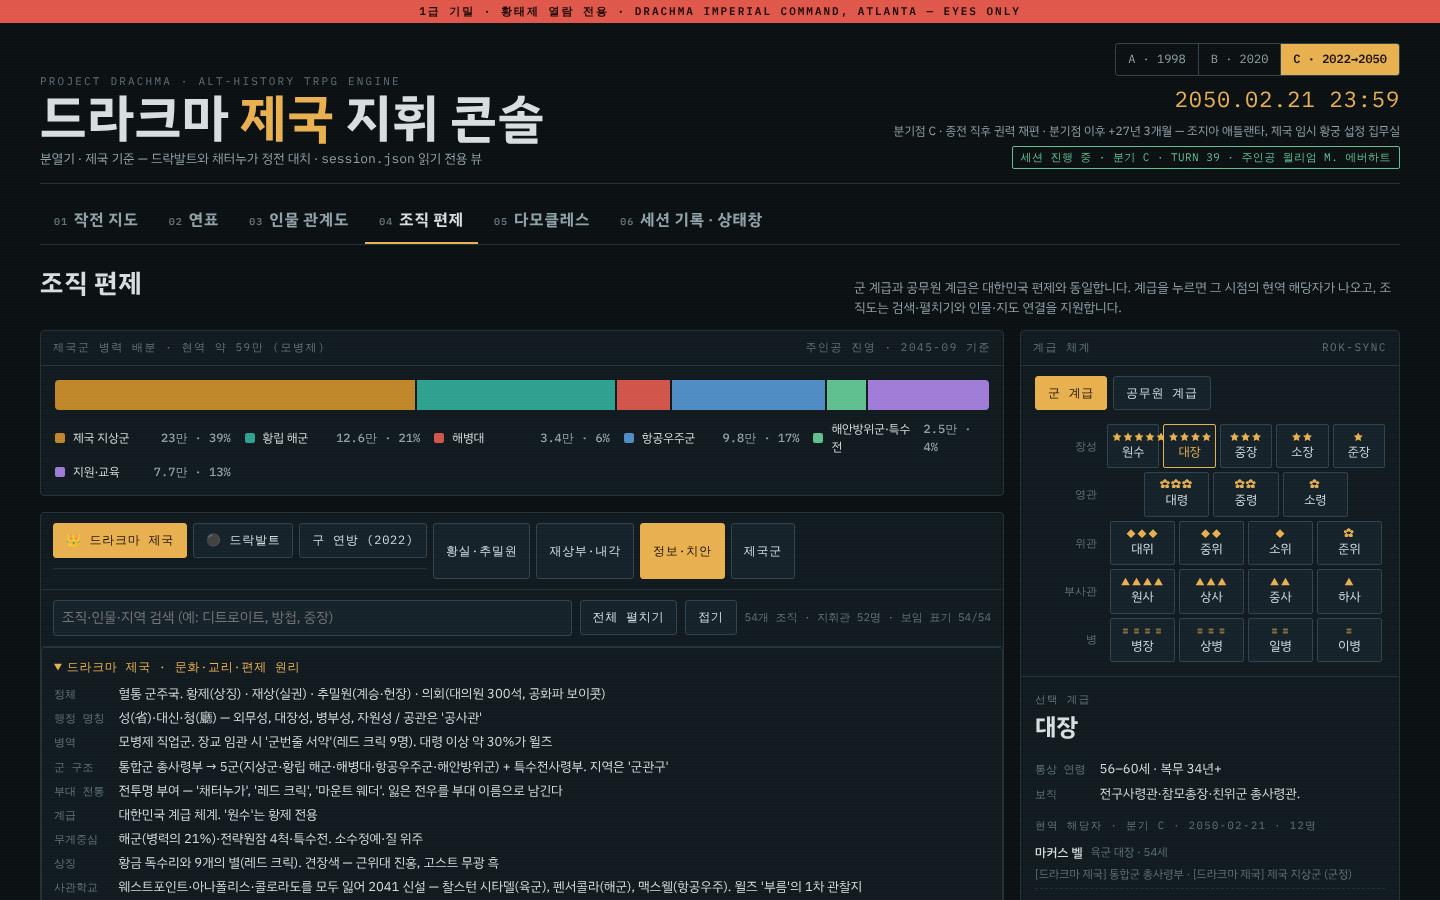 1급 기밀 · 황태제 열람 전용 · DRACHMA IMPERIAL COMMAND, ATLANTA — EYES ONLY
A · 1998
B · 2020
C · 2022→2050
PROJECT DRACHMA · ALT-HISTORY TRPG ENGINE
드라크마 제국 지휘 콘솔
2050.02.21 23:59
분기점 C · 종전 직후 권력 재편 · 분기점 이후 +27년 3개월 — 조지아 애틀랜타, 제국 임시 황궁 섭정 집무실
분열기 · 제국 기준 — 드락발트와 채터누가 정전 대치 · session.json 읽기 전용 뷰
세션 진행 중 · 분기 C · TURN 39 · 주인공 윌리엄 M. 에버하트
01 작전 지도
02 연표
03 인물 관계도
04 조직 편제
05 다모클레스
06 세션 기록 · 상태창
조직 편제
군 계급과 공무원 계급은 대한민국 편제와 동일합니다. 계급을 누르면 그 시점의 현역 해당자가 나오고, 조
직도는 검색·펼치기와 인물·지도 연결을 지원합니다.
제국군 병력 배분 · 현역 약 59만 (모병제)
주인공 진영 · 2045-09 기준
제국 지상군 23만 · 39%
황립 해군 12.6만 · 21%
해병대 3.4만 · 6%
항공우주군 9.8만 · 17%
해안방위군·특수
전
2.5만 ·
4%
지원·교육 7.7만 · 13%
👑 드라크마 제국
⚫ 드락발트
구 연방 (2022)
황실·추밀원
재상부·내각
정보·치안
제국군
조직·인물·지역 검색 (예: 디트로이트, 방첩, 중장)
전체 펼치기
접기
54개 조직 · 지휘관 52명 · 보임 표기 54/54
▼ 드라크마 제국 · 문화·교리·편제 원리
정체 혈통 군주국. 황제(상징) · 재상(실권) · 추밀원(계승·헌장) · 의회(대의원 300석, 공화파 보이콧)
행정 명칭 성(省)·대신·청(廳) — 외무성, 대장성, 병부성, 자원성 / 공관은 '공사관'
병역 모병제 직업군. 장교 임관 시 '군번줄 서약'(레드 크릭 9명). 대령 이상 약 30%가 윌즈
군 구조 통합군 총사령부 → 5군(지상군·황립 해군·해병대·항공우주군·해안방위군) + 특수전사령부. 지역은 '군관구'
부대 전통 전투명 부여 — '채터누가', '레드 크릭', '마운트 웨더'. 잃은 전우를 부대 이름으로 남긴다
계급 대한민국 계급 체계. '원수'는 황제 전용
무게중심 해군(병력의 21%)·전략원잠 4척·특수전. 소수정예·질 위주
상징 황금 독수리와 9개의 별(레드 크릭). 견장색 — 근위대 진홍, 고스트 무광 흑
사관학교 웨스트포인트·아나폴리스·콜로라도를 모두 잃어 2041 신설 — 찰스턴 시타델(육군), 펜서콜라(해군), 맥스웰(항공우주). 윌즈 '부름'의 1차 관찰지
계급 체계
ROK-SYNC
군 계급
공무원 계급
장성
★★★★★ 원수
★★★★ 대장
★★★ 중장
★★ 소장
★ 준장
영관
✿✿✿ 대령
✿✿ 중령
✿ 소령
위관
◆◆◆ 대위
◆◆ 중위
◆ 소위
✿ 준위
부사관
▲▲▲▲ 원사
▲▲▲ 상사
▲▲ 중사
▲ 하사
병
≡ ≡ ≡ ≡ 병장
≡ ≡ ≡ 상병
≡ ≡ 일병
≡ 이병
선택 계급
대장
통상 연령 56–60세 · 복무 34년+
보직 전구사령관·참모총장·친위군 총사령관.
현역 해당자 · 분기 C · 2050-02-21 · 12명
마커스 벨 육군 대장 · 54세
[드라크마 제국] 통합군 총사령부 · [드라크마 제국] 제국 지상군 (군정)